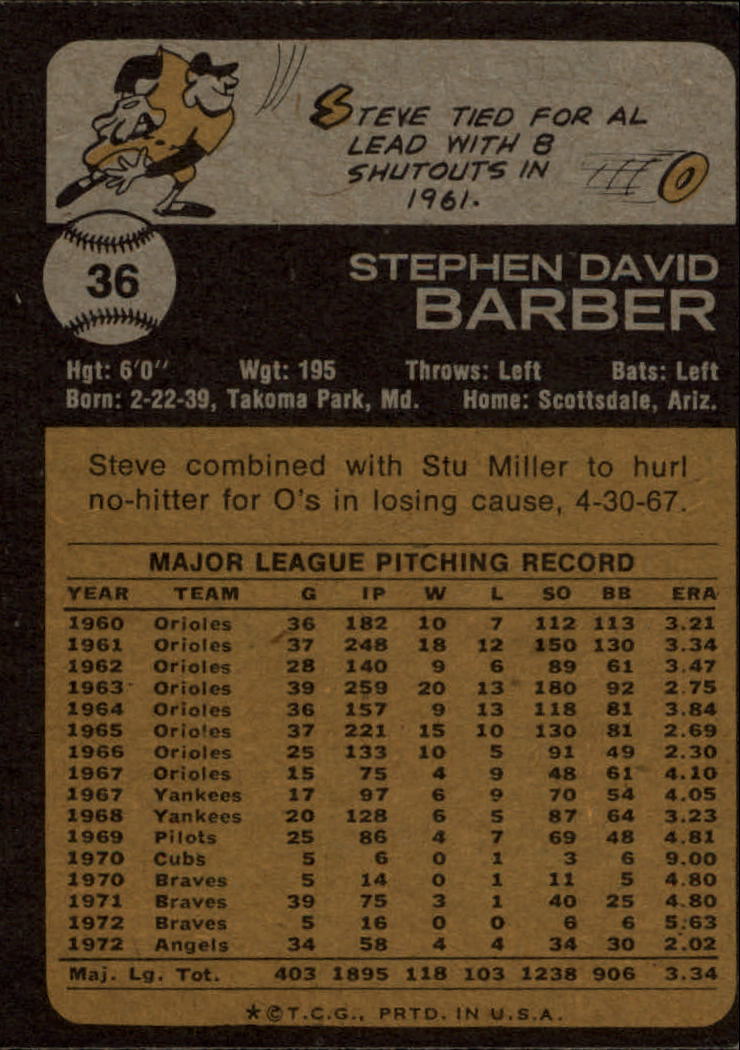 STEVE TIED FOR AL
LEAD WITH 8
SHUTOUTS IN
1961.
36
STEPHEN DAVID
BARBER
Hgt: 6'0" Wgt: 195 Throws: Left Bats: Left
Born: 2-22-39, Takoma Park, Md. Home: Scottsdale, Ariz.
Steve combined with Stu Miller to hurl
no-hitter for O's in losing cause, 4-30-67.
MAJOR LEAGUE PITCHING RECORD
YEAR TEAM G IP W L SO BB ERA
1960 Orioles 36 182 10 7 112 113 3.21
1961 Orioles 37 248 18 12 150 130 3.34
1962 Orioles 28 140 9 6 89 61 3.47
1963 Orioles 39 259 20 13 180 92 2.75
1964 Orioles 36 157 9 13 118 81 3.84
1965 Orioles 37 221 15 10 130 81 2.69
1966 Orioles 25 133 10 5 91 49 2.30
1967 Orioles 15 75 4 9 48 61 4.10
1967 Yankees 17 97 6 9 70 54 4.05
1968 Yankees 20 128 6 5 87 64 3.23
1969 Pilots 25 86 4 7 69 48 4.81
1970 Cubs 5 6 0 1 3 6 9.00
1970 Braves 5 14 0 1 11 5 4.80
1971 Braves 39 75 3 1 40 25 4.80
1972 Braves 5 16 0 0 6 6 5.63
1972 Angels 34 58 4 4 34 30 2.02
Maj. Lg. Tot. 403 1895 118 103 1238 906 3.34
★©T.C.G., PRTD. IN U.S.A.